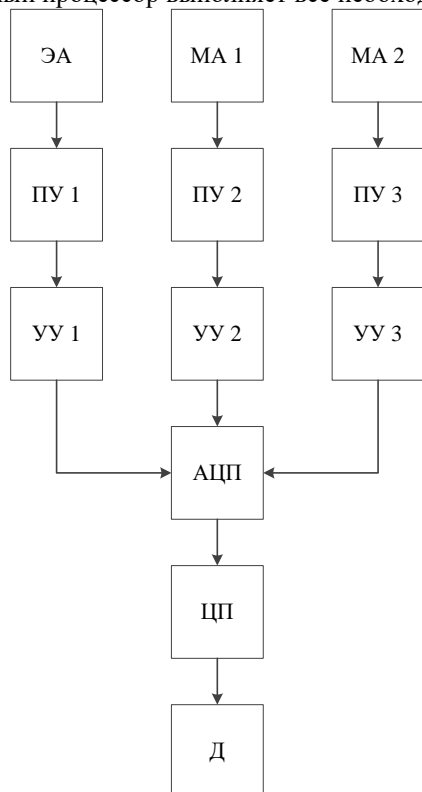 процессор выполняет все необход
ЭА МА 1 МА 2
ПУ 1 ПУ 2 ПУ 3
УУ 1 УУ 2 УУ 3
АЦП
ЦП
Д